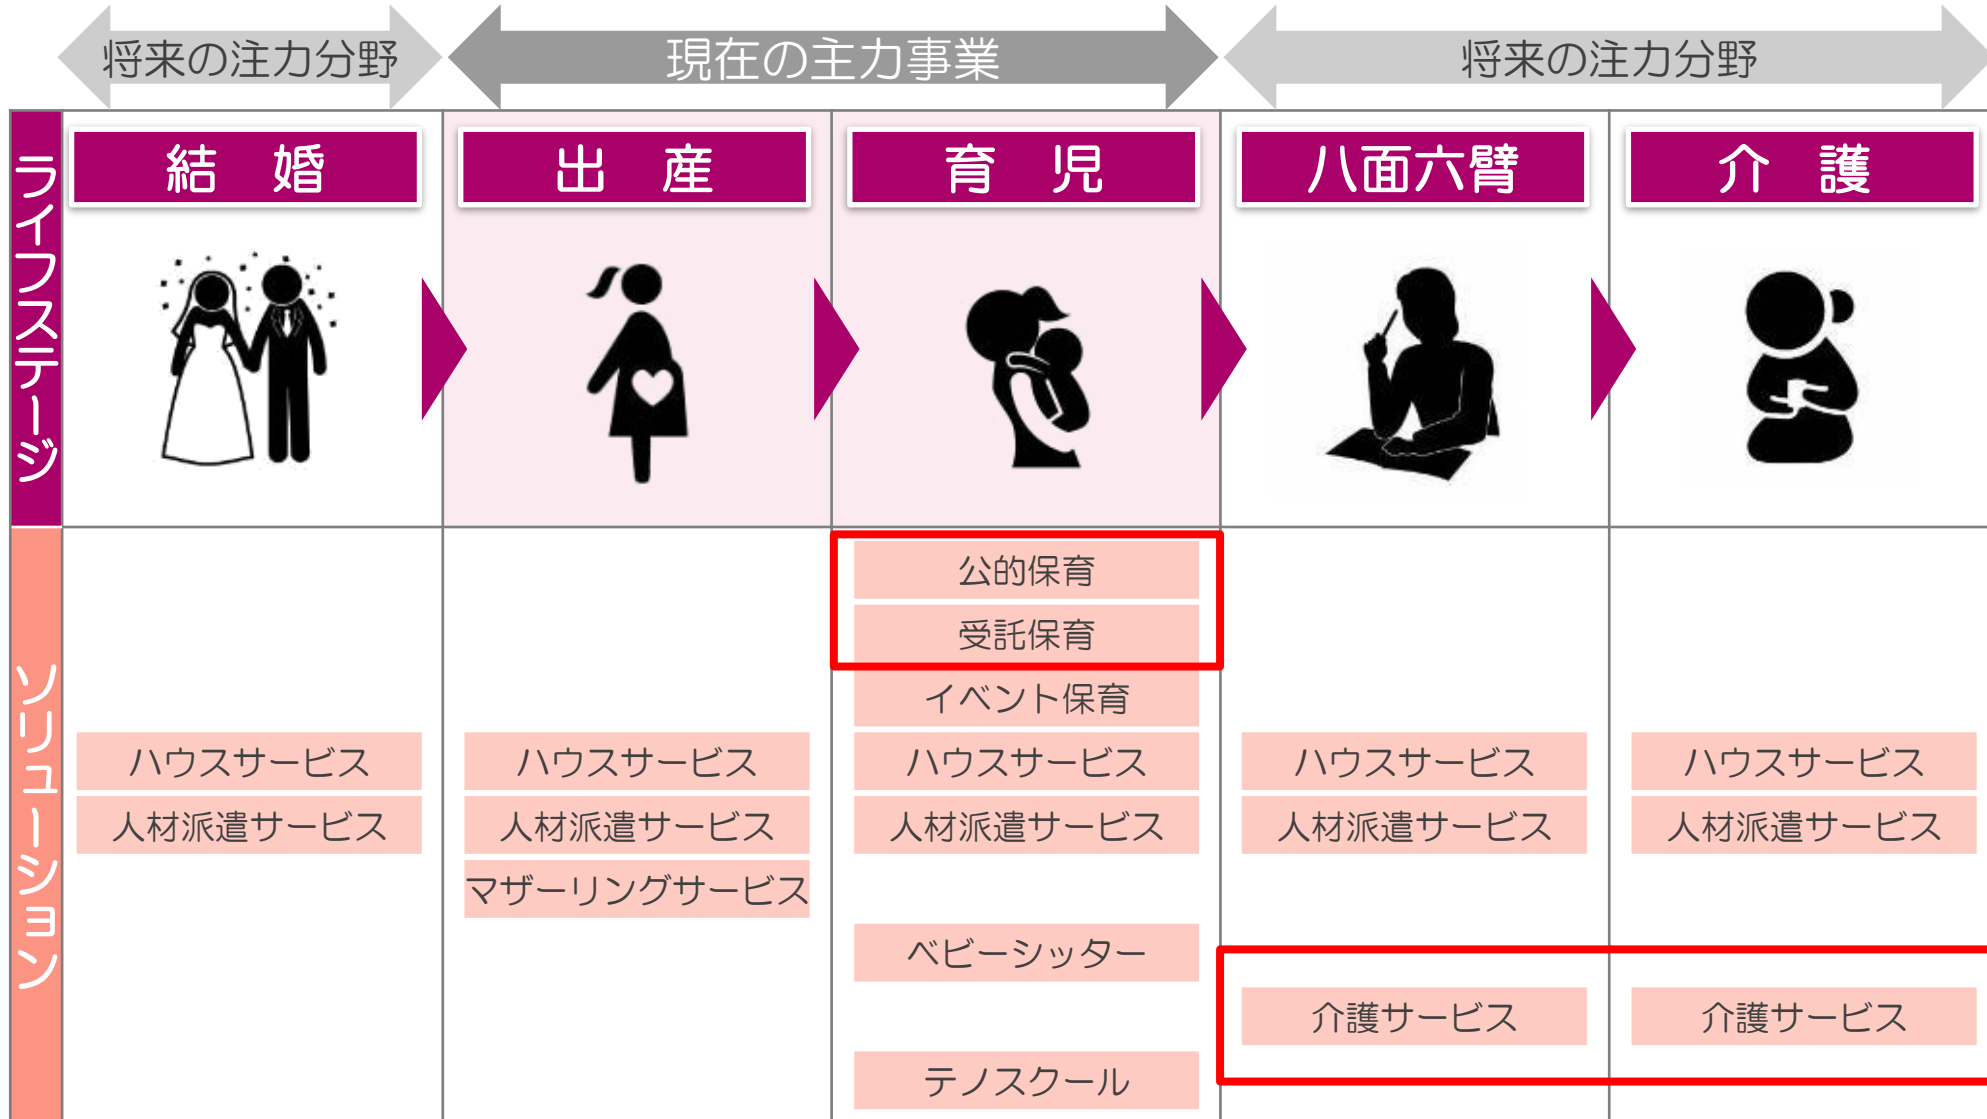 将来の注力分野 現在の主力事業 将来の注力分野
ライフステージ
結 婚 出 産 育 児 八面六臂 介 護
ソリューション
公的保育
受託保育
イベント保育
ハウスサービス ハウスサービス ハウスサービス ハウスサービス ハウスサービス
人材派遣サービス 人材派遣サービス 人材派遣サービス 人材派遣サービス 人材派遣サービス
マザーリングサービス
ベビーシッター
介護サービス 介護サービス
テノスクール